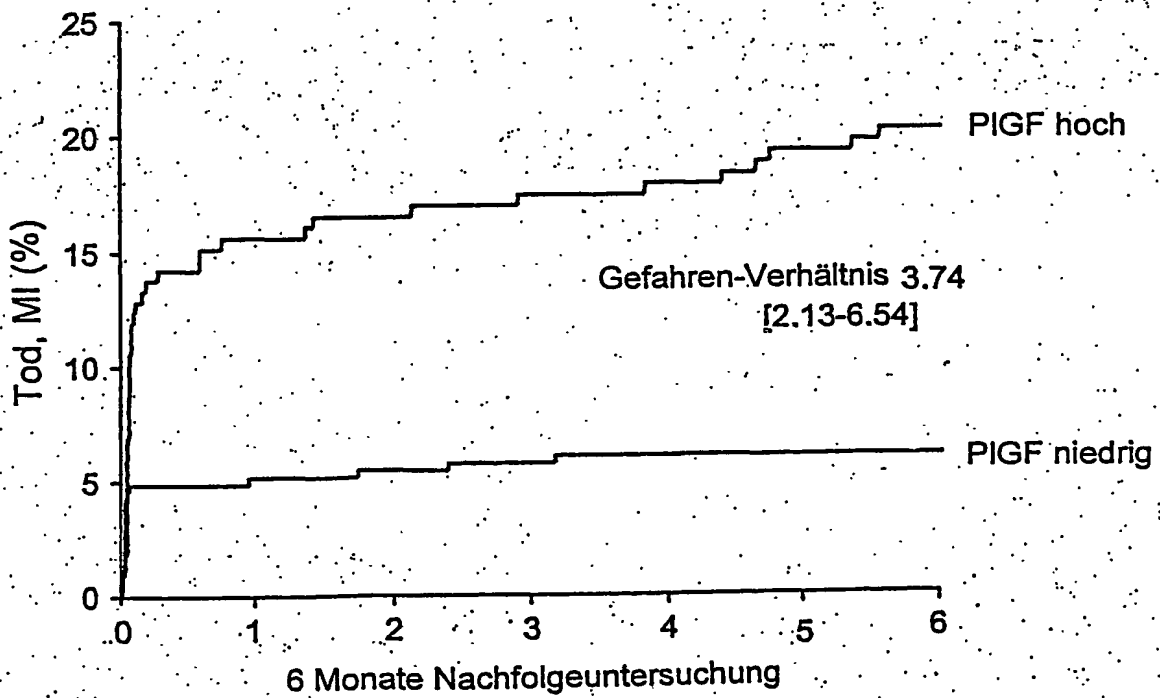 25
20
15
10
5
0
Tod, MI (%)
PIGF hoch
Gefahren-Verhältnis 3.74
[2.13-6.54]
PIGF niedrig
0 1 2 3 4 5 6
6 Monate Nachfolgeuntersuchung